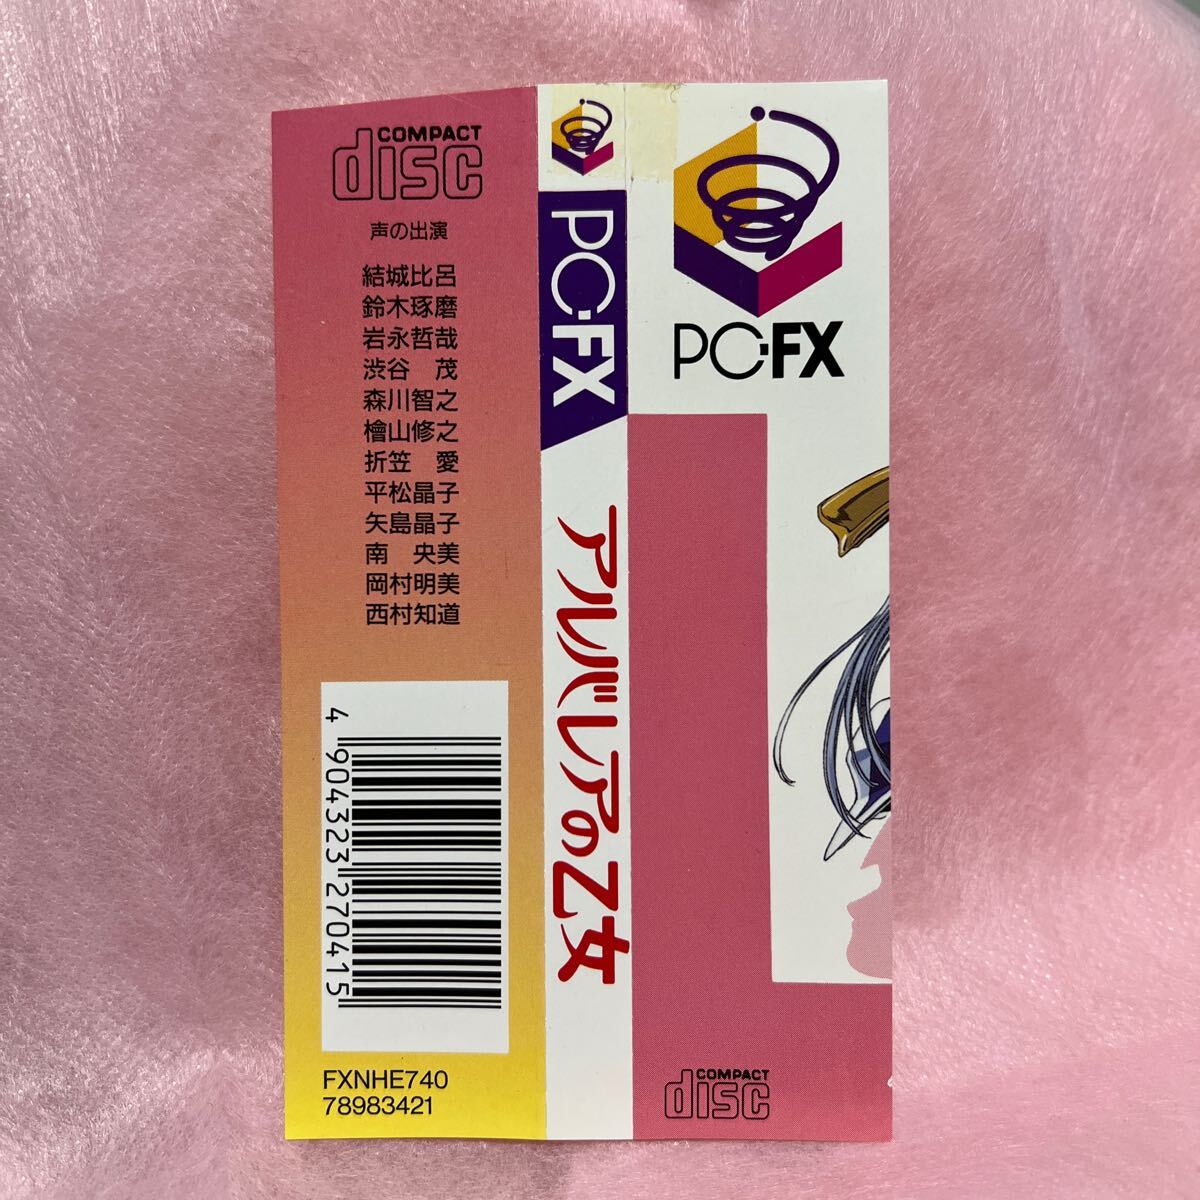 COMPACT
disc
声の出演
結城比呂
鈴木琢磨
岩永哲哉
渋谷　茂
森川智之
檜山修之
折笠　愛
平松晶子
矢島晶子
南　央美
岡村明美
西村知道
4 904323 270415
FXNHE740
78983421
PC-FX
アルバレアの乙女
PC-FX
COMPACT
disc